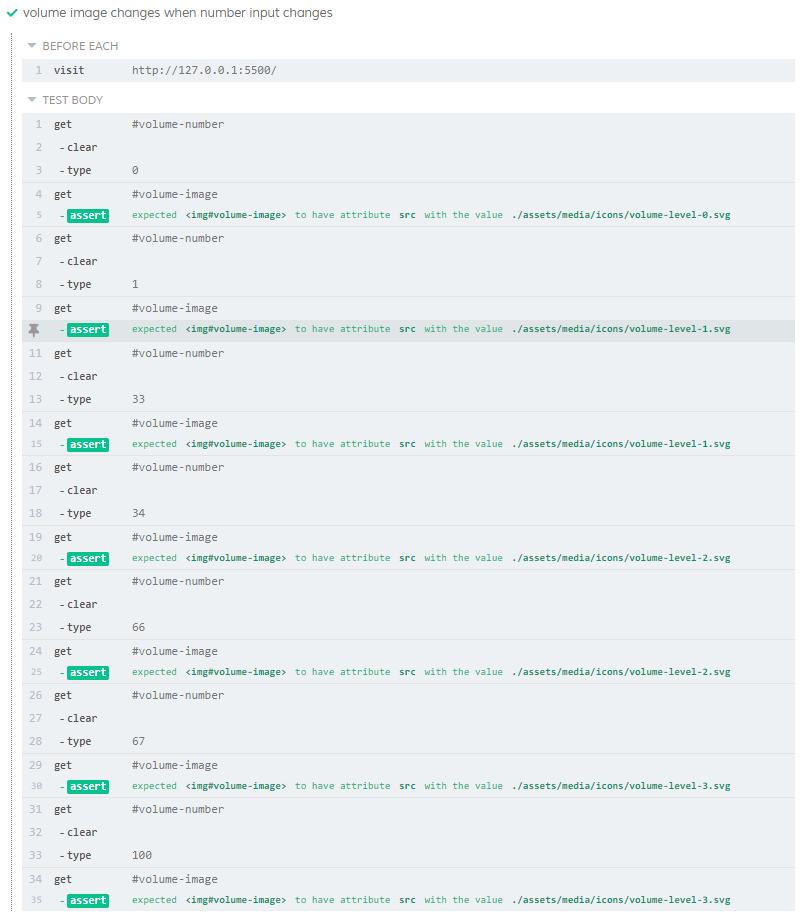 volume image changes when number input changes
BEFORE EACH
1 visit http://127.0.0.1:5500/
TEST BODY
1 get #volume-number
2 -clear
3 -type 0
4 get #volume-image
5 -assert expected <img#volume-image> to have attribute src with the value ./assets/media/icons/volume-level-0.svg
6 get #volume-number
7 -clear
8 -type 1
9 get #volume-image
-assert expected <img#volume-image> to have attribute src with the value ./assets/media/icons/volume-level-1.svg
11 get #volume-number
12 -clear
13 -type 33
14 get #volume-image
15 -assert expected <img#volume-image> to have attribute src with the value ./assets/media/icons/volume-level-1.svg
16 get #volume-number
17 -clear
18 -type 34
19 get #volume-image
20 -assert expected <img#volume-image> to have attribute src with the value ./assets/media/icons/volume-level-2.svg
21 get #volume-number
22 -clear
23 -type 66
24 get #volume-image
25 -assert expected <img#volume-image> to have attribute src with the value ./assets/media/icons/volume-level-2.svg
26 get #volume-number
27 -clear
28 -type 67
29 get #volume-image
30 -assert expected <img#volume-image> to have attribute src with the value ./assets/media/icons/volume-level-3.svg
31 get #volume-number
32 -clear
33 -type 100
34 get #volume-image
35 -assert expected <img#volume-image> to have attribute src with the value ./assets/media/icons/volume-level-3.svg